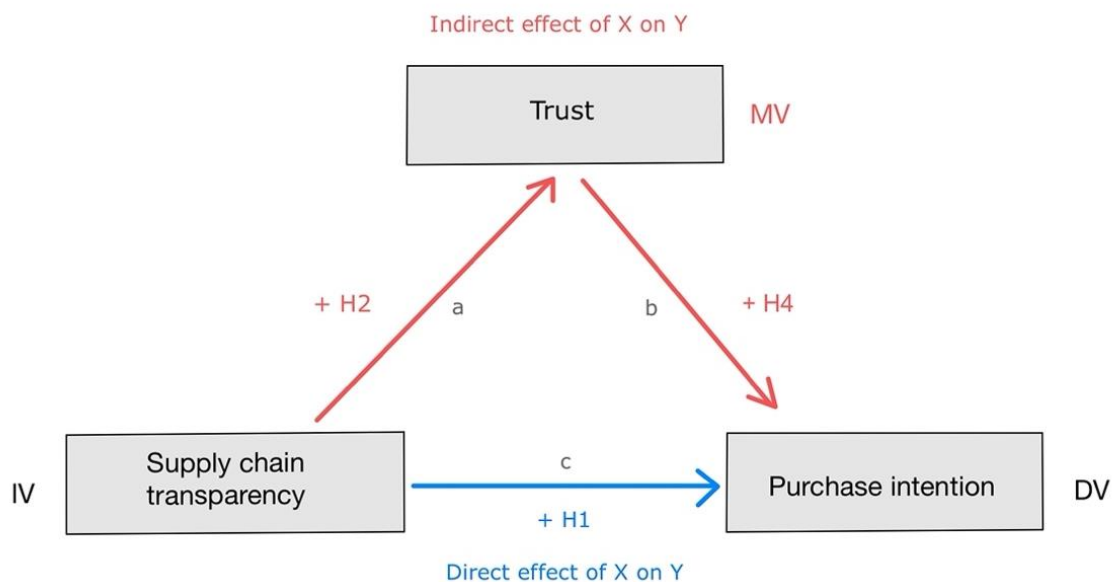 Indirect effect of X on Y
Trust
MV
+ H2
a
b
+ H4
IV
Supply chain
transparency
c
+ H1
Purchase intention
DV
Direct effect of X on Y